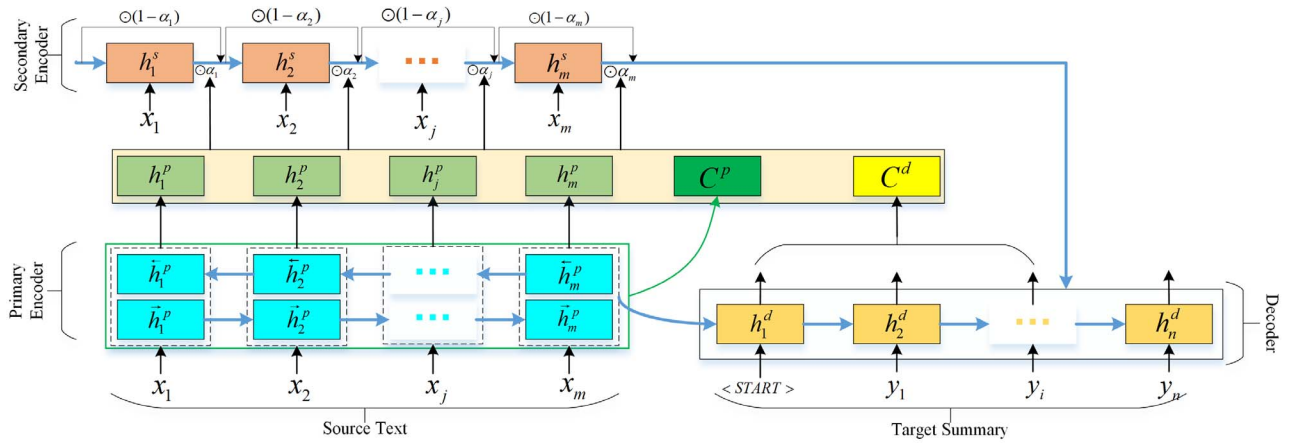 ⊙(1-α₁) ⊙(1-α₂) ⊙(1-αⱼ) ⊙(1-αₘ)
Secondary Encoder
h₁ˢ ⊙α₁ h₂ˢ ⊙α₂ ... ⊙αⱼ hₘˢ ⊙αₘ
x₁ x₂ xⱼ xₘ
h₁ᵖ h₂ᵖ hⱼᵖ hₘᵖ Cᵖ Cᵈ
Primary Encoder
←h₁ᵖ ←h₂ᵖ ... ←hₘᵖ
→h₁ᵖ →h₂ᵖ ... →hₘᵖ
h₁ᵈ h₂ᵈ ... hₙᵈ
Decoder
x₁ x₂ xⱼ xₘ
< START > y₁ yᵢ yₙ
Source Text
Target Summary